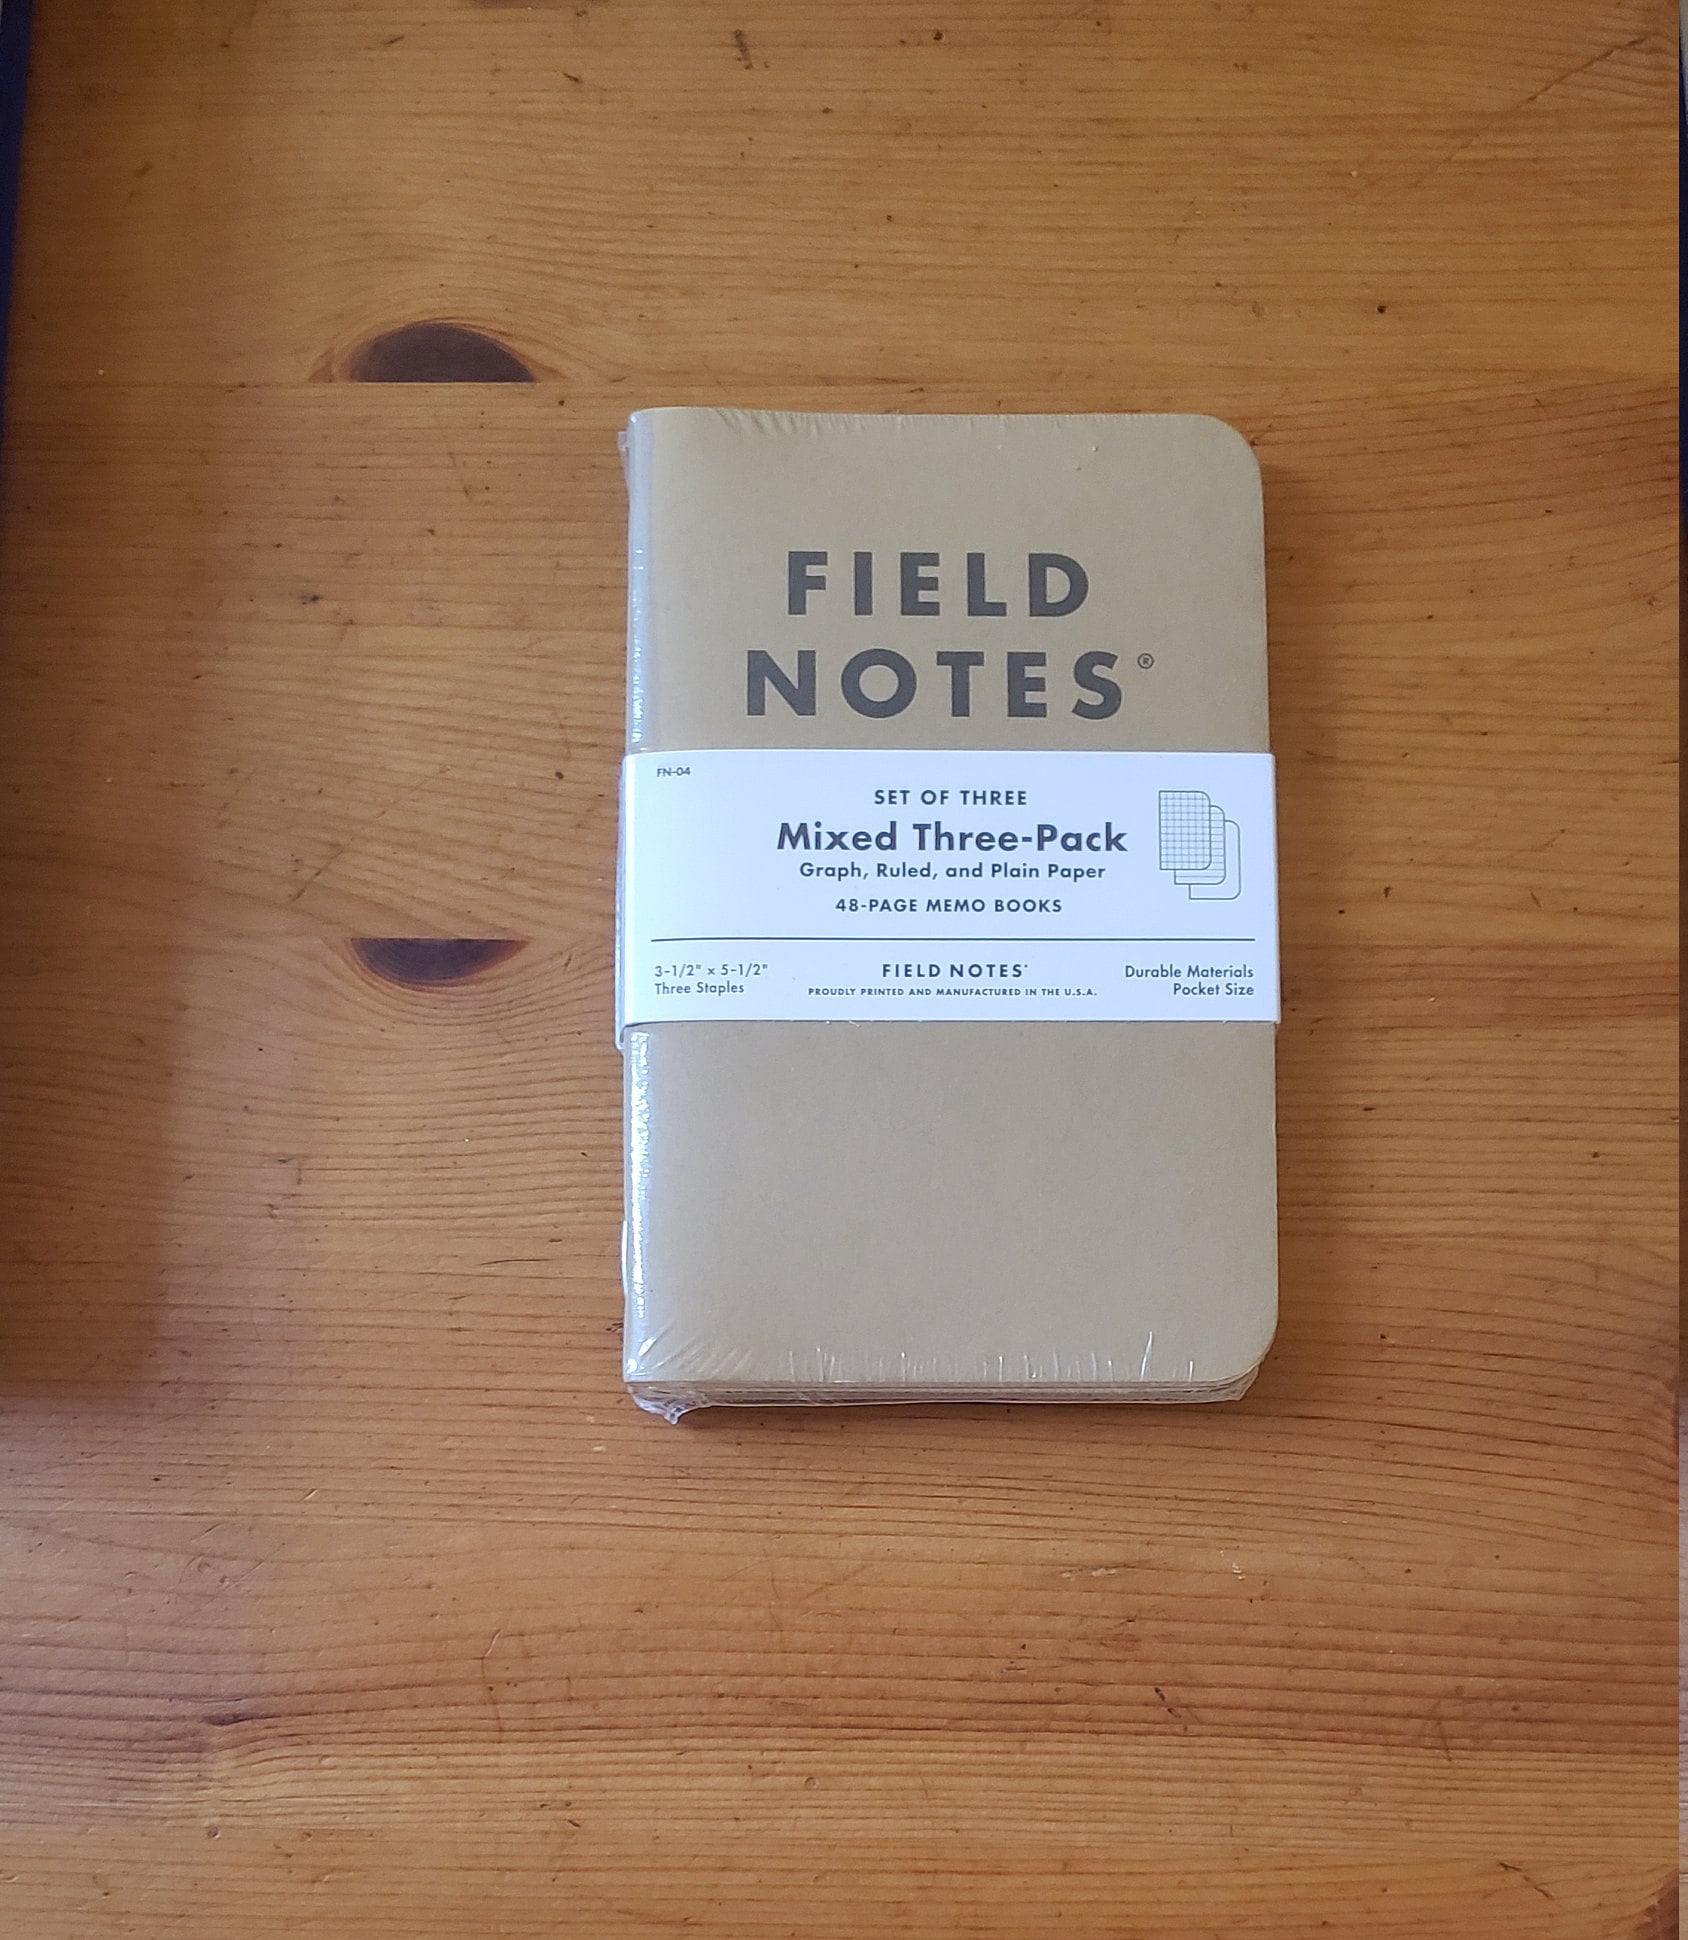 FIELD
NOTES®
FN-04
SET OF THREE
Mixed Three-Pack
Graph, Ruled, and Plain Paper
48-PAGE MEMO BOOKS
3-1/2" × 5-1/2"
Three Staples
FIELD NOTES®
PROUDLY PRINTED AND MANUFACTURED IN THE U.S.A.
Durable Materials
Pocket Size